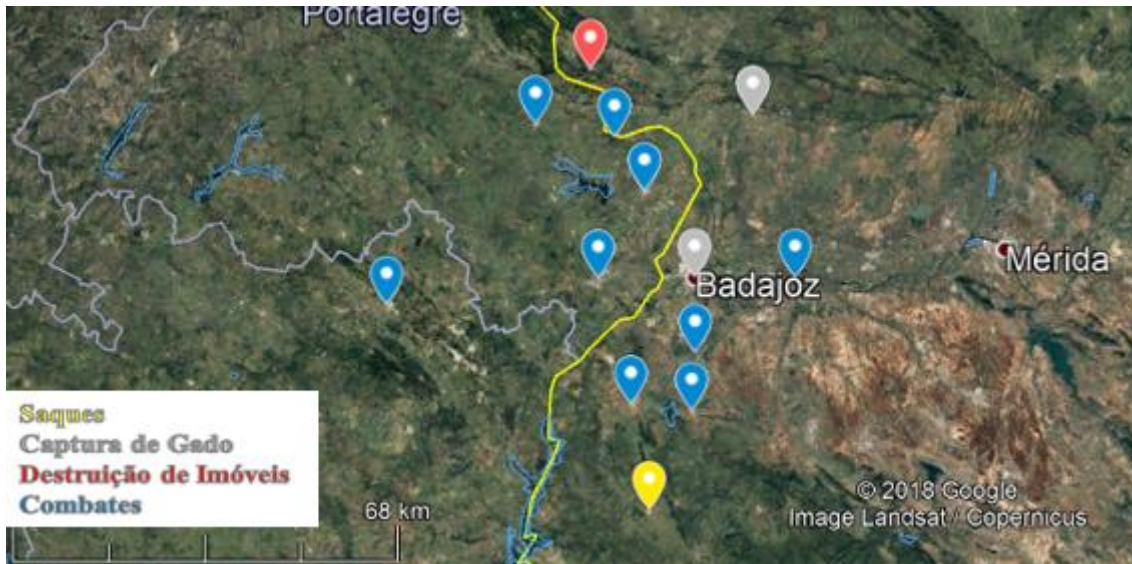 Portalegre
Mérida
Badajoz
Saques
Captura de Gado
Destruição de Imóveis
Combates
68 km
© 2018 Google
Image Landsat / Copernicus